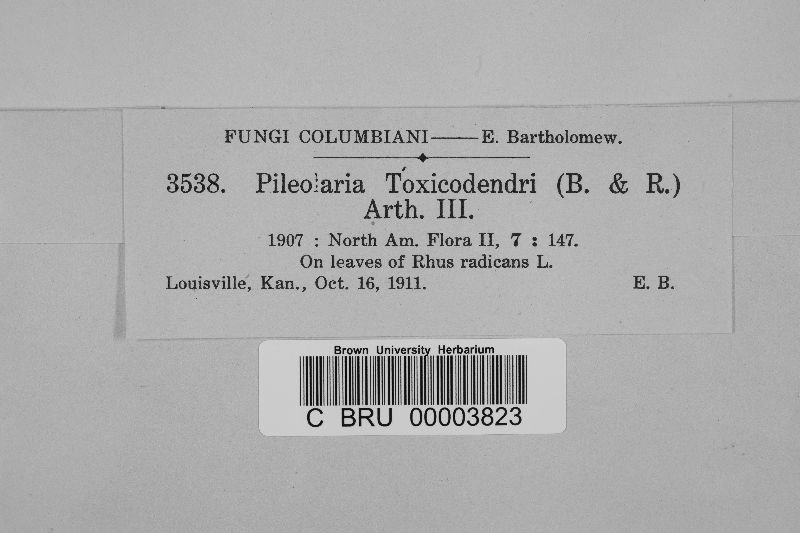 FUNGI COLUMBIANI—E. Bartholomew.
3538. Pileolaria Toxicodendri (B. & R.)
Arth. III.
1907 : North Am. Flora II, 7 : 147.
On leaves of Rhus radicans L.
Louisville, Kan., Oct. 16, 1911. E. B.
Brown University Herbarium
C BRU 00003823